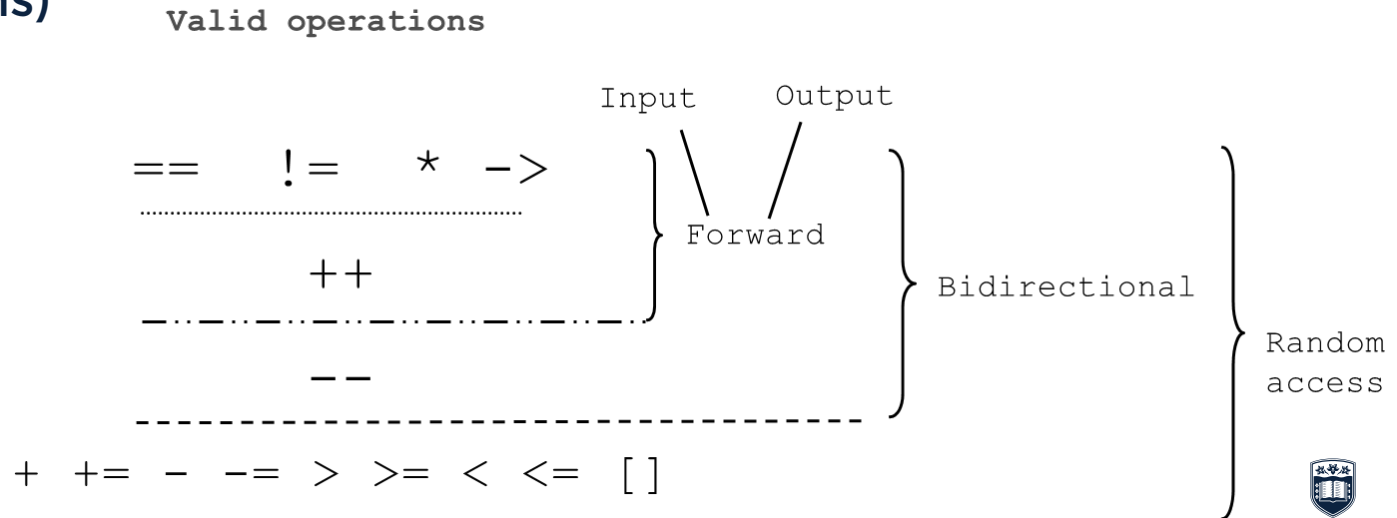 ns)
Valid operations
Input Output
== != * ->
Forward
++
Bidirectional
--
Random
access
+ += - -= > >= < <= []